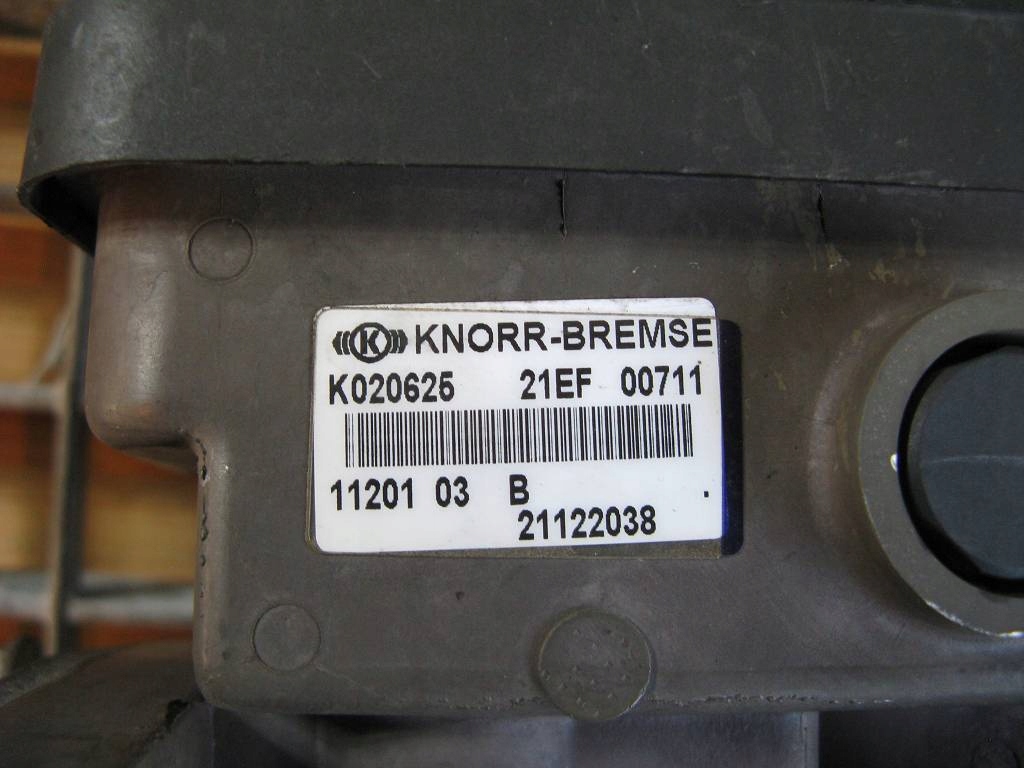 K KNORR-BREMSE
K020625 21EF 00711
11201 03 B
21122038